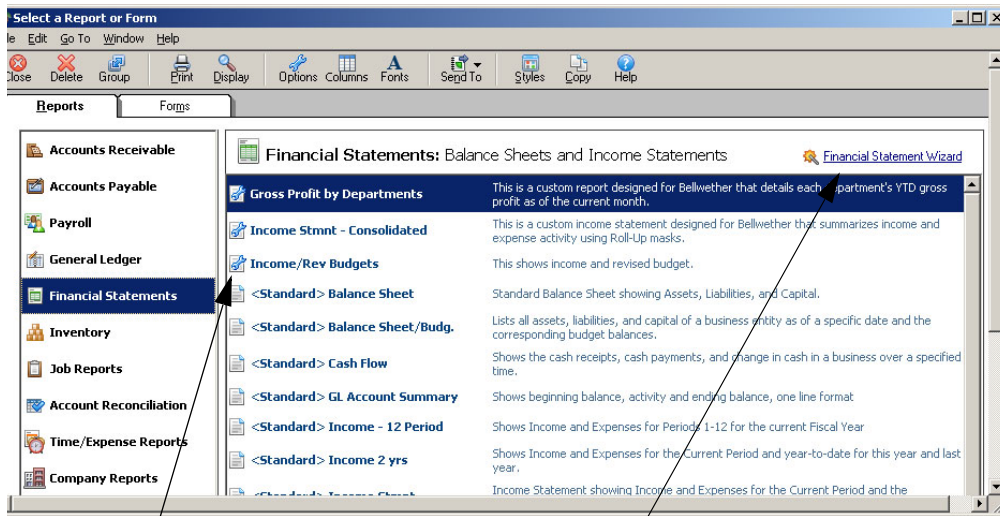 Select a Report or Form
Edit Go To Window Help
Close Delete Group Print Display Options Columns Fonts Send To Styles Copy Help
Reports Forms
Accounts Receivable
Accounts Payable
Payroll
General Ledger
Financial Statements
Inventory
Job Reports
Account Reconciliation
Time/Expense Reports
Company Reports
Financial Statements: Balance Sheets and Income Statements
Financial Statement Wizard
Gross Profit by Departments
This is a custom report designed for Bellwether that details each department's YTD gross
profit as of the current month.
Income Stmnt - Consolidated
This is a custom income statement designed for Bellwether that summarizes income and
expense activity using Roll-Up masks.
Income/Rev Budgets
This shows income and revised budget.
<Standard> Balance Sheet
Standard Balance Sheet showing Assets, Liabilities, and Capital.
<Standard> Balance Sheet/Budg.
Lists all assets, liabilities, and capital of a business entity as of a specific date and the
corresponding budget balances.
<Standard> Cash Flow
Shows the cash receipts, cash payments, and change in cash in a business over a specified
time.
<Standard> GL Account Summary
Shows beginning balance, activity and ending balance, one line format
<Standard> Income - 12 Period
Shows Income and Expenses for Periods 1-12 for the current Fiscal Year
<Standard> Income 2 yrs
Shows Income and Expenses for the Current Period and year-to-date for this year and last
year.
<Standard> Income Stmnt
Income Statement showing Income and Expenses for the Current Period and the